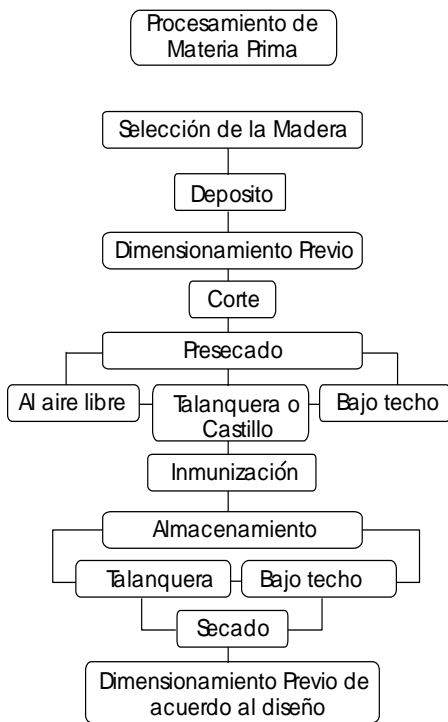 Procesamiento de
Materia Prima
Selección de la Madera
Deposito
Dimensionamiento Previo
Corte
Presecado
Al aire libre
Talanquera o
Castillo
Bajo techo
Inmunización
Almacenamiento
Talanquera
Bajo techo
Secado
Dimensionamiento Previo de
acuerdo al diseño